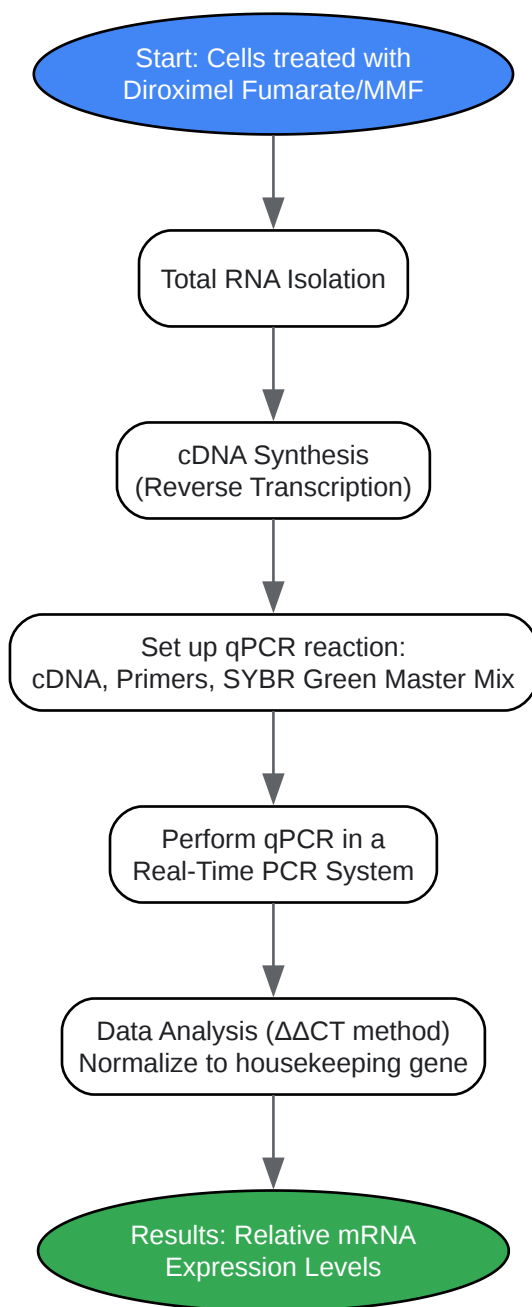 Start: Cells treated with
Diroximel Fumarate/MMF
Total RNA Isolation
cDNA Synthesis
(Reverse Transcription)
Set up qPCR reaction:
cDNA, Primers, SYBR Green Master Mix
Perform qPCR in a
Real-Time PCR System
Data Analysis (ΔΔCT method)
Normalize to housekeeping gene
Results: Relative mRNA
Expression Levels